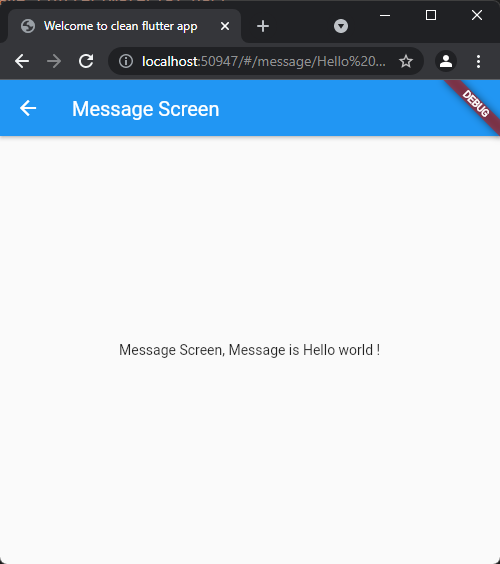 Welcome to clean flutter app
localhost:50947/#/message/Hello%20...
Message Screen
DEBUG
Message Screen, Message is Hello world !